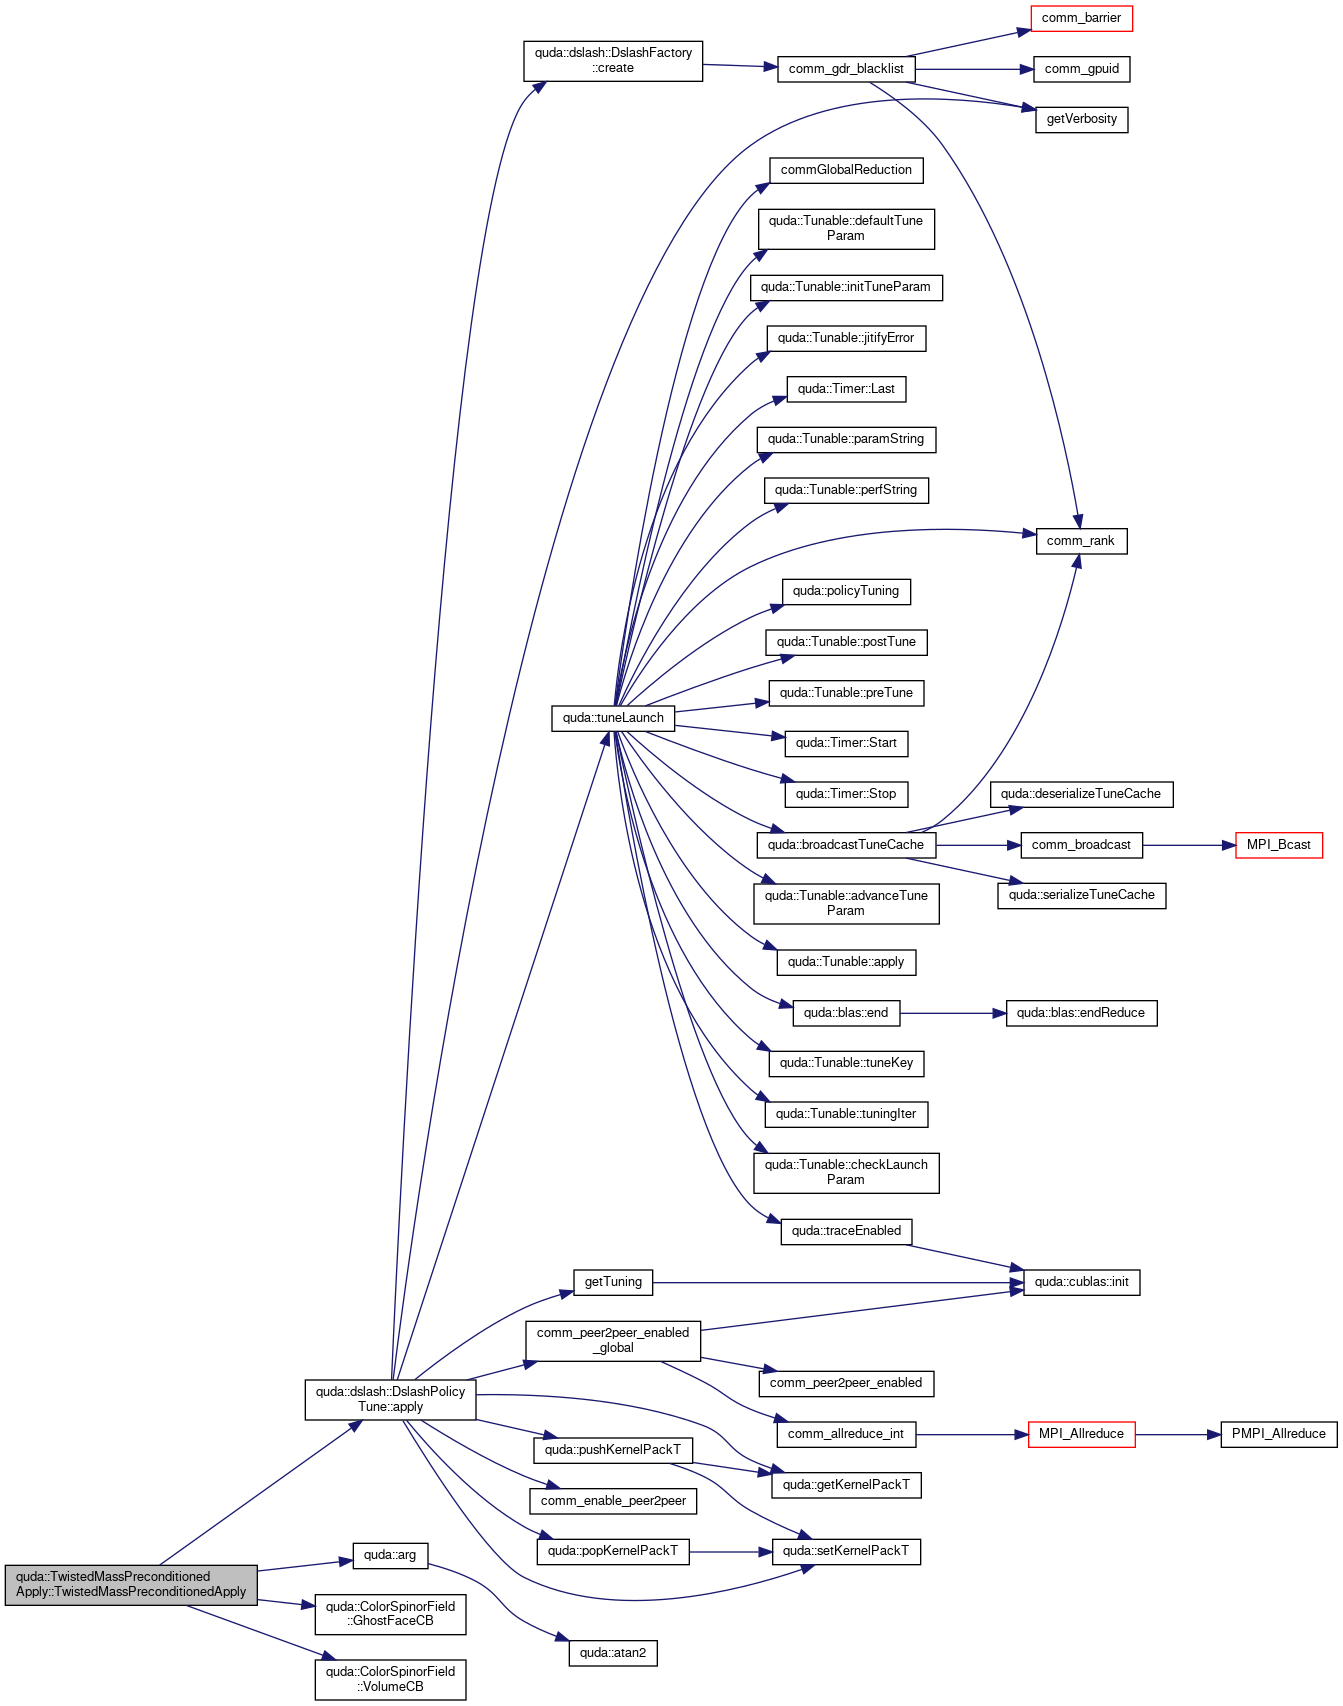 comm_barrier
quda::dslash::DslashFactory
::create
comm_gdr_blacklist
comm_gpuid
getVerbosity
commGlobalReduction
quda::Tunable::defaultTune
Param
quda::Tunable::initTuneParam
quda::Tunable::jitifyError
quda::Timer::Last
quda::Tunable::paramString
quda::Tunable::perfString
comm_rank
quda::policyTuning
quda::Tunable::postTune
quda::Tunable::preTune
quda::tuneLaunch
quda::Timer::Start
quda::Timer::Stop
quda::deserializeTuneCache
quda::broadcastTuneCache
comm_broadcast
MPI_Bcast
quda::serializeTuneCache
quda::Tunable::advanceTune
Param
quda::Tunable::apply
quda::blas::end
quda::blas::endReduce
quda::Tunable::tuneKey
quda::Tunable::tuningIter
quda::Tunable::checkLaunch
Param
quda::traceEnabled
getTuning
quda::cublas::init
comm_peer2peer_enabled
_global
comm_peer2peer_enabled
quda::dslash::DslashPolicy
Tune::apply
comm_allreduce_int
MPI_Allreduce
PMPI_Allreduce
quda::pushKernelPackT
quda::getKernelPackT
comm_enable_peer2peer
quda::popKernelPackT
quda::setKernelPackT
quda::arg
quda::TwistedMassPreconditioned
Apply::TwistedMassPreconditionedApply
quda::ColorSpinorField
::GhostFaceCB
quda::atan2
quda::ColorSpinorField
::VolumeCB